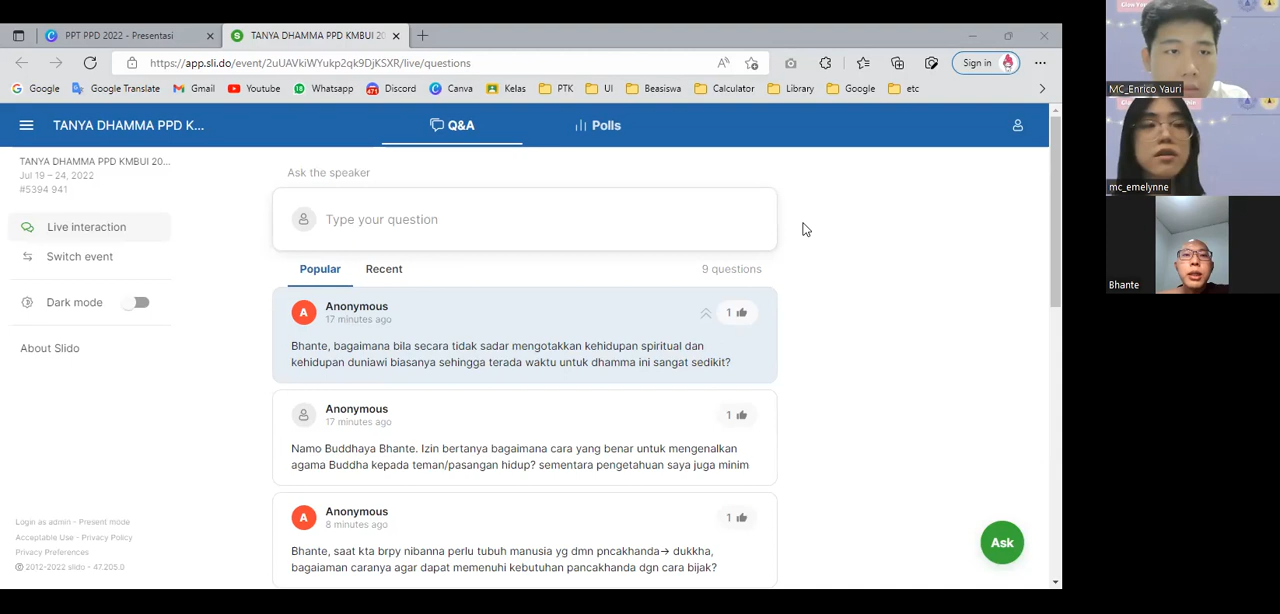 PPT PPD 2022 - Presentasi
TANYA DHAMMA PPD KMBUI 20
https://app.sli.do/event/2uUAVkiWYukp2qk9DjKSXR/live/questions
Sign in
Google
Google Translate
Gmail
Youtube
Whatsapp
Discord
Canva
Kelas
PTK
UI
Beasiswa
Calculator
Library
Google
etc
TANYA DHAMMA PPD K...
Q&A
Polls
TANYA DHAMMA PPD KMBUI 20...
Jul 19 – 24, 2022
#5394 941
Live interaction
Switch event
Dark mode
About Slido
Login as admin - Present mode
Acceptable Use - Privacy Policy
Privacy Preferences
© 2012-2022 slido - 47.205.0
Ask the speaker
Type your question
Popular
Recent
9 questions
A
Anonymous
17 minutes ago
1
Bhante, bagaimana bila secara tidak sadar mengotakkan kehidupan spiritual dan
kehidupan duniawi biasanya sehingga terada waktu untuk dhamma ini sangat sedikit?
Anonymous
17 minutes ago
1
Namo Buddhaya Bhante. Izin bertanya bagaimana cara yang benar untuk mengenalkan
agama Buddha kepada teman/pasangan hidup? sementara pengetahuan saya juga minim
A
Anonymous
8 minutes ago
1
Bhante, saat kta brpy nibanna perlu tubuh manusia yg dmn pncakhanda→ dukkha,
bagaiaman caranya agar dapat memenuhi kebutuhan pancakhanda dgn cara bijak?
Ask
MC_Enrico Yauri
mc_emelynne
Bhante